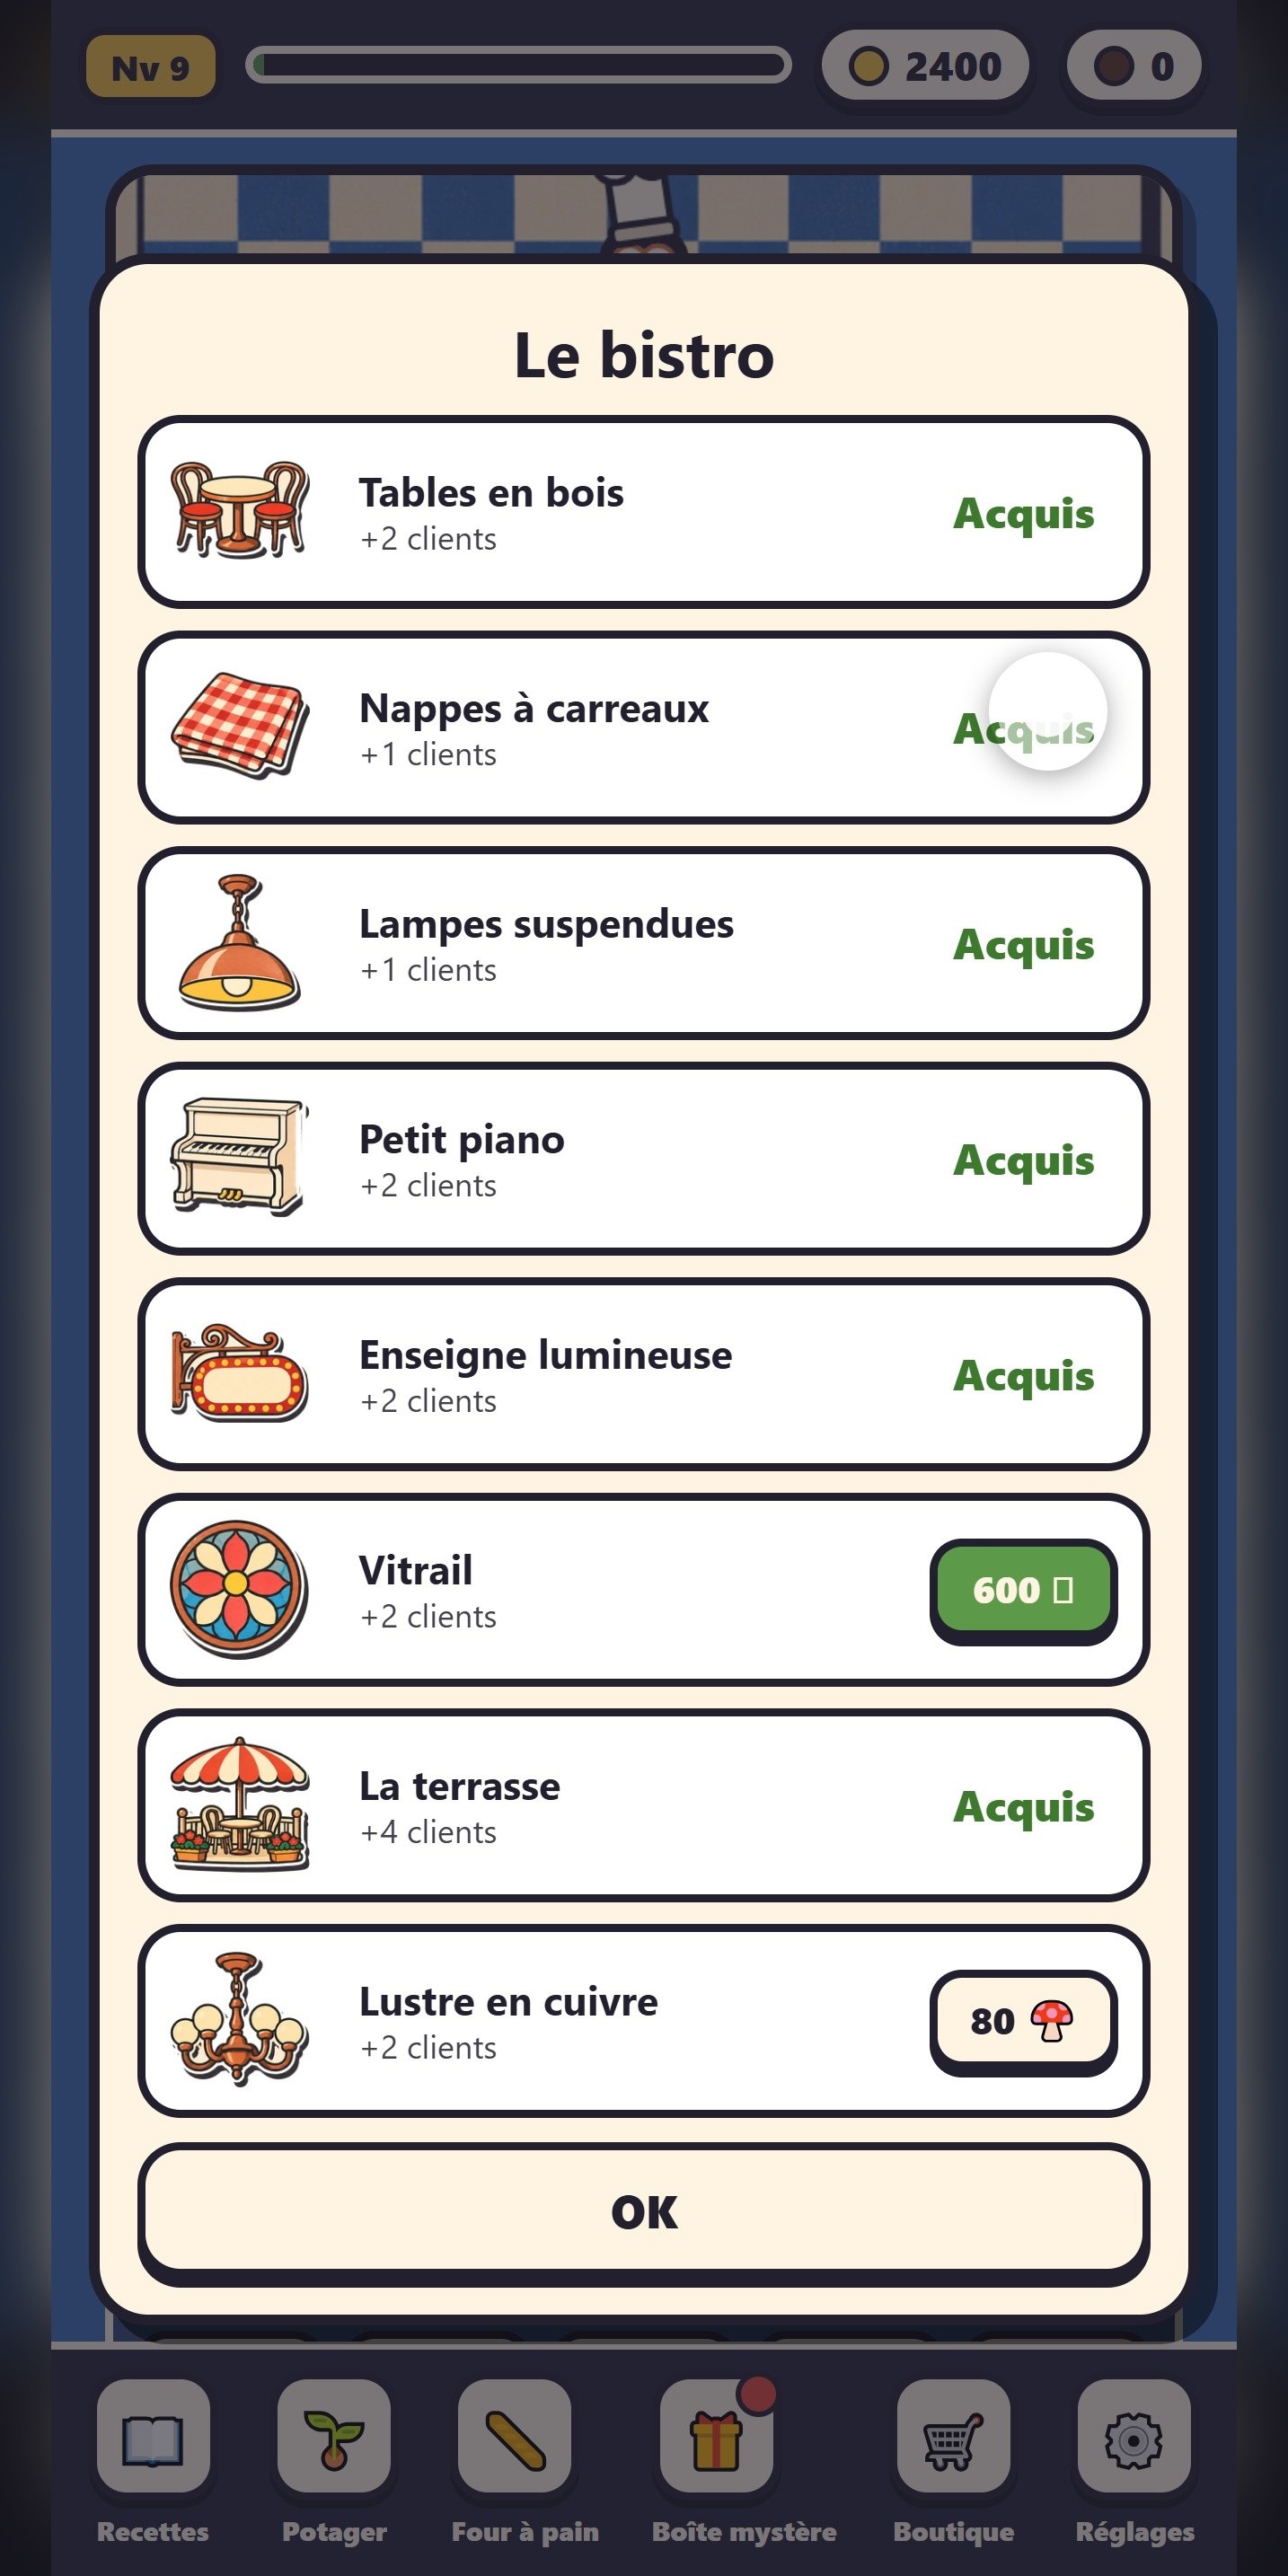 Nv 9
2400
0
Le bistro
Tables en bois
+2 clients
Acquis
Nappes à carreaux
+1 clients
Acquis
Lampes suspendues
+1 clients
Acquis
Petit piano
+2 clients
Acquis
Enseigne lumineuse
+2 clients
Acquis
Vitrail
+2 clients
600
La terrasse
+4 clients
Acquis
Lustre en cuivre
+2 clients
80
OK
Recettes
Potager
Four à pain
Boîte mystère
Boutique
Réglages